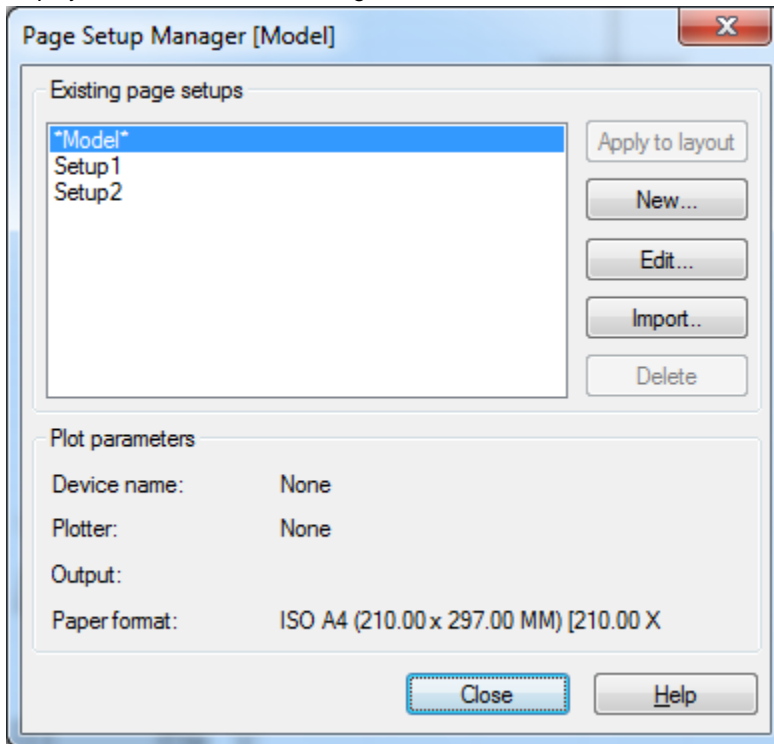 Page Setup Manager [Model]
Existing page setups
*Model*
Setup1
Setup2
Apply to layout
New...
Edit...
Import..
Delete
Plot parameters
Device name: None
Plotter: None
Output:
Paper format: ISO A4 (210.00 x 297.00 MM) [210.00 X
Close
Help